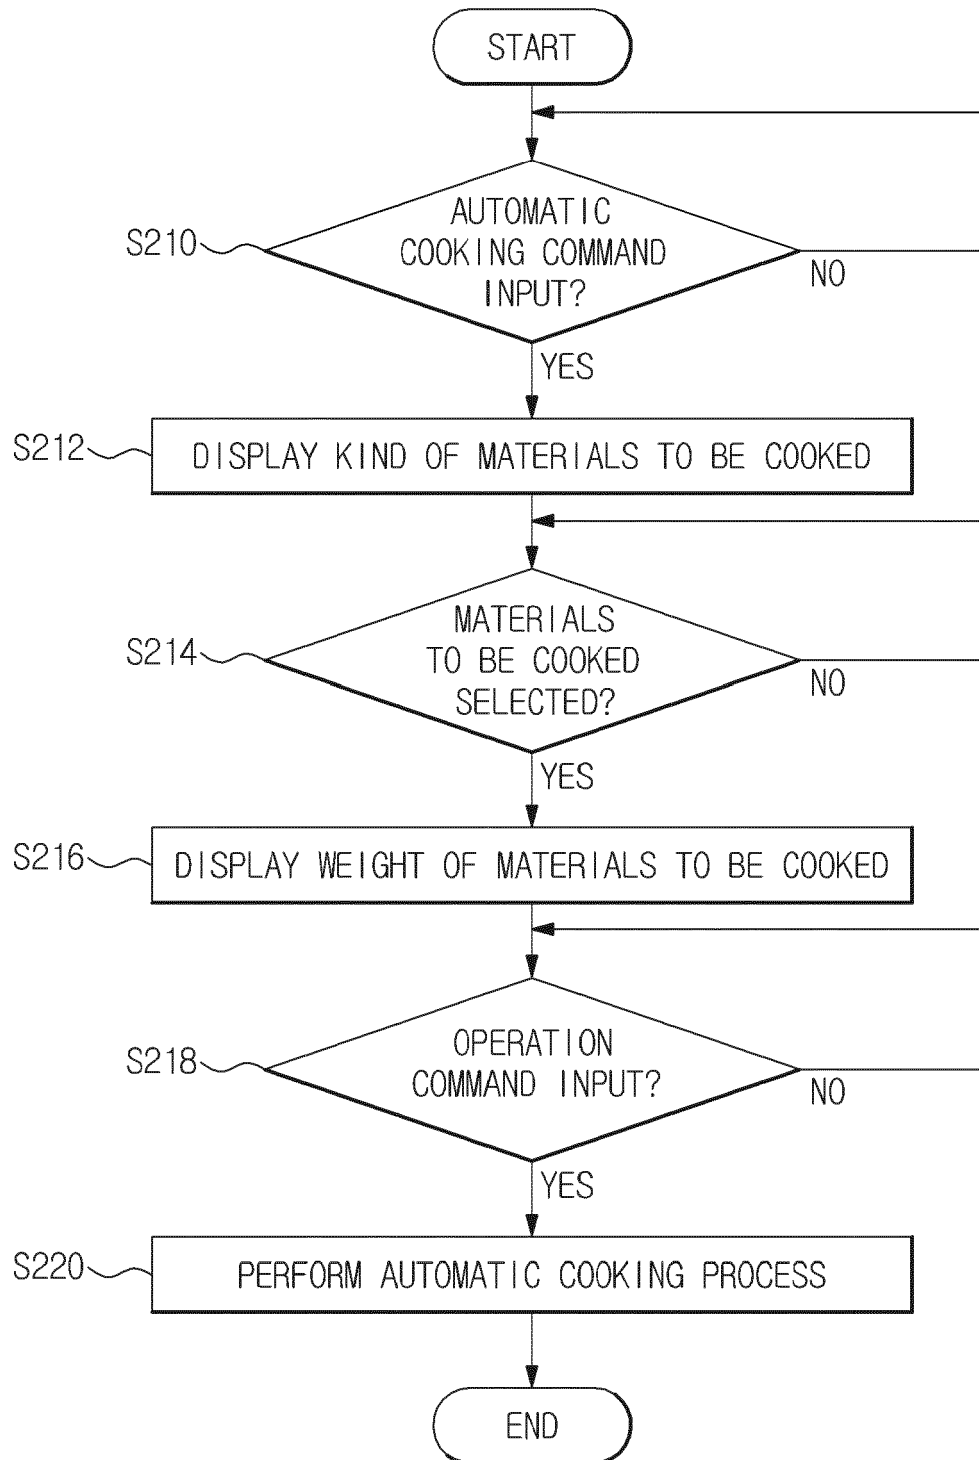 START
AUTOMATIC
COOKING COMMAND
INPUT?
S210
NO
YES
S212
DISPLAY KIND OF MATERIALS TO BE COOKED
MATERIALS
TO BE COOKED
SELECTED?
S214
NO
YES
S216
DISPLAY WEIGHT OF MATERIALS TO BE COOKED
OPERATION
COMMAND INPUT?
S218
NO
YES
S220
PERFORM AUTOMATIC COOKING PROCESS
END